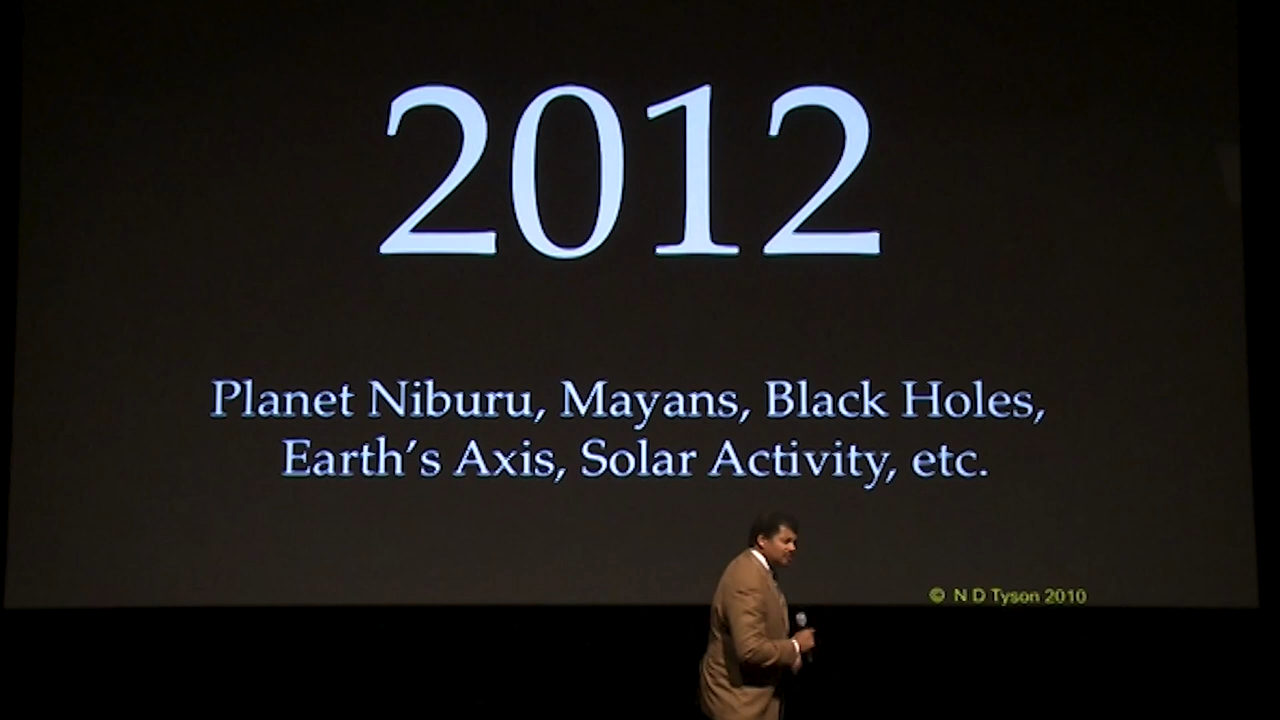 2012
Planet Niburu, Mayans, Black Holes,
Earth’s Axis, Solar Activity, etc.
© N D Tyson 2010